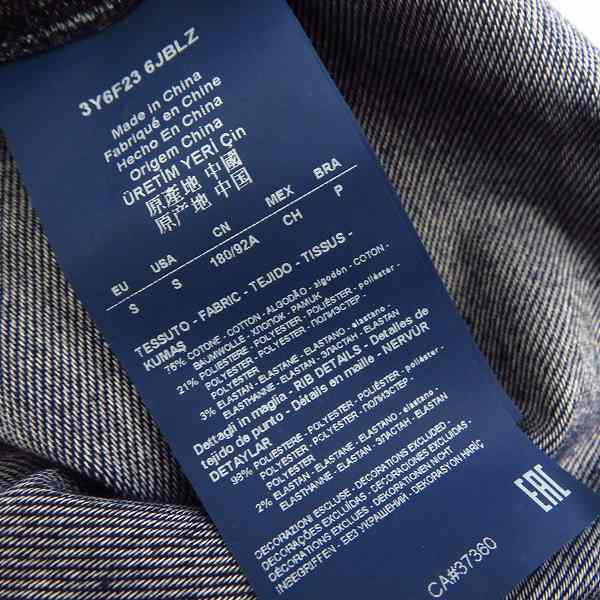 3Y6F23 6JBLZ
Made in China
Fabriqué en Chine
Hecho En China
Origem China
ÜRETİM YERİ Çin
原産地 中國
原产地 中国
EU USA CN MEX BRA
S S 180/92A CH P
TESSUTO - FABRIC - TEJIDO - TISSUS -
KUMAŞ
76% COTONE - COTTON - ALGODÃO - algodón - COTON -
BAUMWOLLE - ХЛОПОК - PAMUK
21% POLIESTERE - POLYESTER - POLIÉSTER - poliéster -
POLYESTER - POLYESTER - ПОЛИЭСТЕР -
POLYESTER
3% ELASTAN - ELASTANE - ELASTANO - elastano -
ELASTHANNE - ELASTAN - ЭЛАСТАН - ELASTAN
Dettagli in maglia - RIB DETAILS - Detalles de
tejido de punto - Détails en maille - NERVÜR
DETAYLAR
98% POLIESTERE - POLYESTER - POLIÉSTER - poliéster -
POLYESTER - POLYESTER - ПОЛИЭСТЕР -
POLYESTER
2% ELASTAN - ELASTANE - ELASTANO - elastano -
ELASTHANNE - ELASTAN - ЭЛАСТАН - ELASTAN
DECORAZIONI ESCLUSE - DECORATIONS EXCLUDED -
DECORAÇÕES EXCLUÍDAS - DECORACIONES EXCLUIDAS -
DÉCORATIONS EXCLUES - DEKORATIONEN NICHT
INBEGRIFFEN - БЕЗ УКРАШЕНИЙ - DEKORASYON HARİÇ
EAC
CA#37360